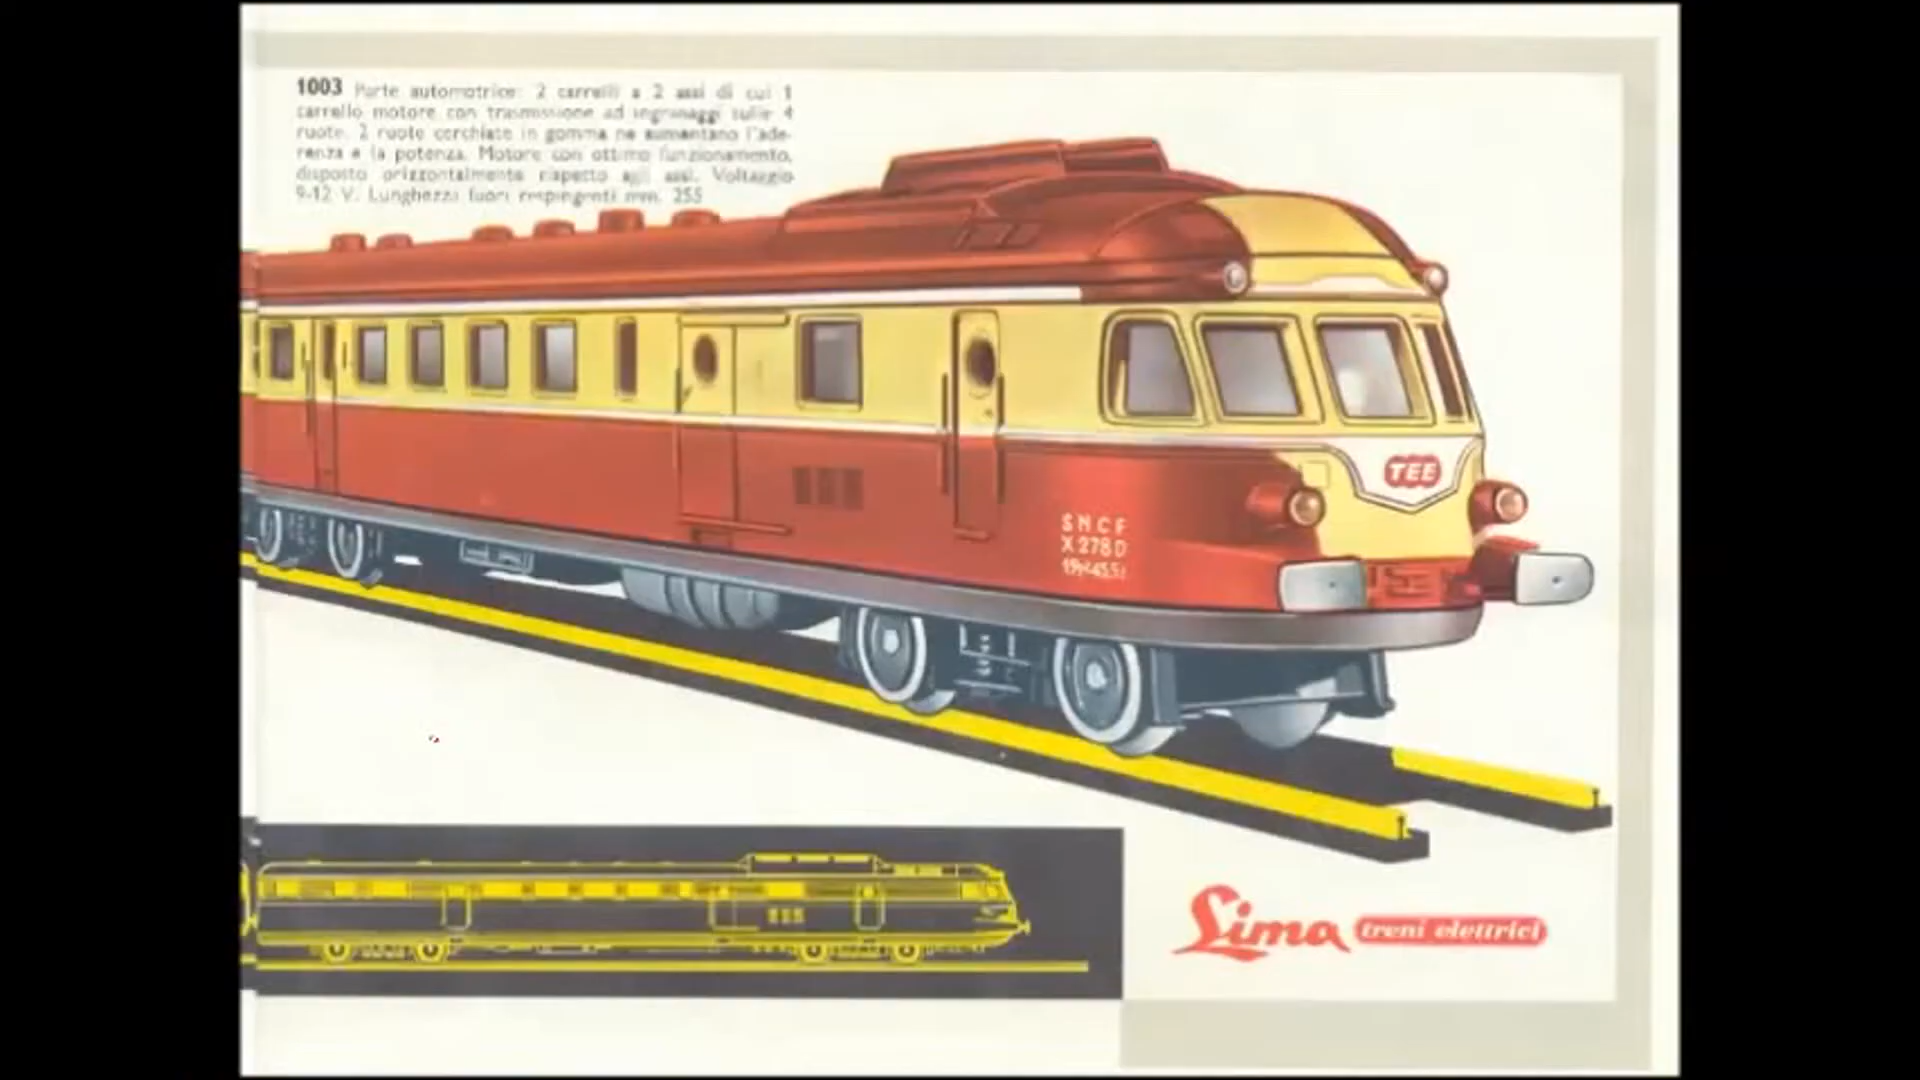 1003 Parte automotrice: 2 carrelli a 2 assi di cui 1
carrello motore con trasmissione ad ingranaggi sulle 4
ruote. 2 ruote cerchiate in gomma ne aumentano l'ade-
renza e la potenza. Motore con ottimo funzionamento,
disposto orizzontalmente rispetto agli assi. Voltaggio
9-12 V. Lunghezza fuori respingenti mm. 255
TEE
SNCF
X278D
Lima treni elettrici